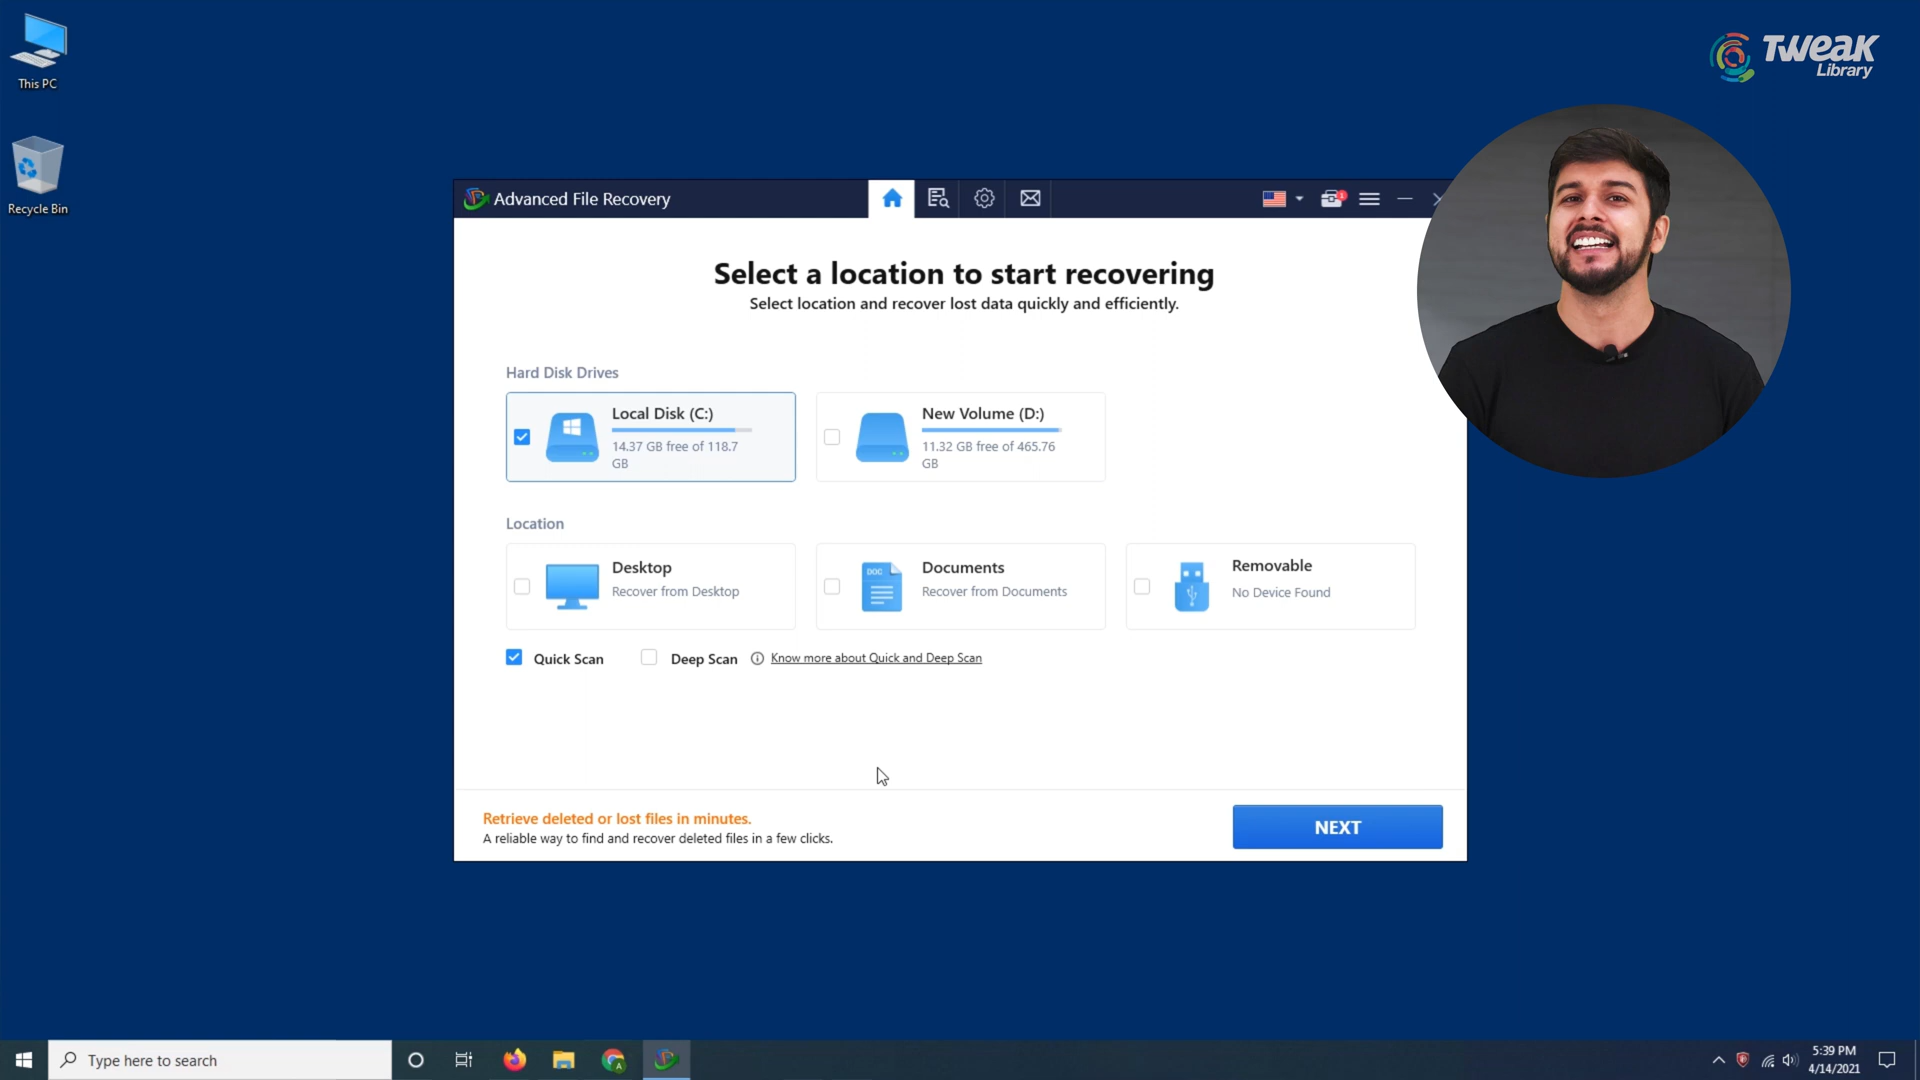 This PC
Recycle Bin
Tweak
Library
Advanced File Recovery
Select a location to start recovering
Select location and recover lost data quickly and efficiently.
Hard Disk Drives
Local Disk (C:)
14.37 GB free of 118.7
GB
New Volume (D:)
11.32 GB free of 465.76
GB
Location
Desktop
Recover from Desktop
DOC
Documents
Recover from Documents
Removable
No Device Found
Quick Scan
Deep Scan
Know more about Quick and Deep Scan
Retrieve deleted or lost files in minutes.
A reliable way to find and recover deleted files in a few clicks.
NEXT
Type here to search
A
5:39 PM
4/14/2021